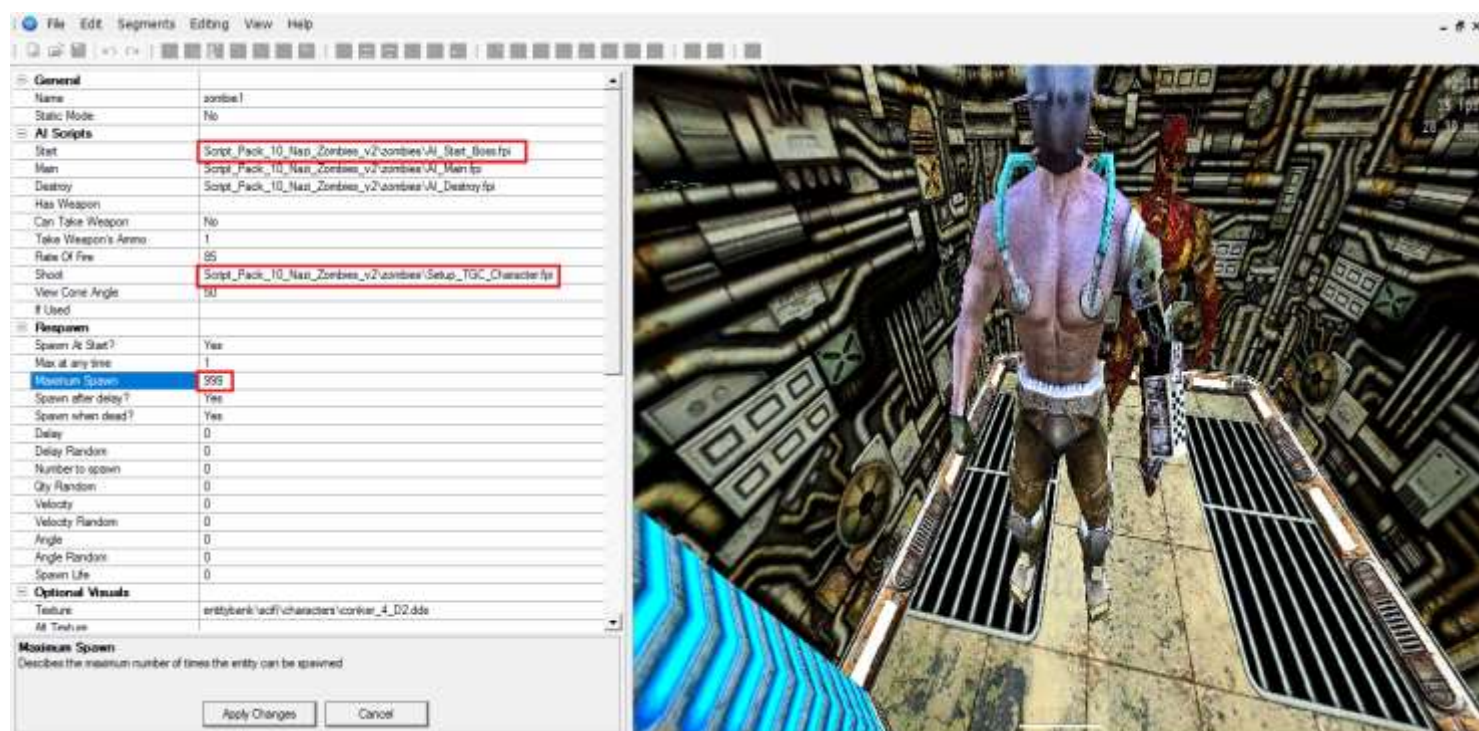 File Edit Segments Editing View Help
General
Name zombie1
Static Mode No
AI Scripts
Start Script_Pack_10_Nazi_Zombies_v2\zombies\AI_Start_Boss.fpi
Main Script_Pack_10_Nazi_Zombies_v2\zombies\AI_Main.fpi
Destroy Script_Pack_10_Nazi_Zombies_v2\zombies\AI_Destroy.fpi
Has Weapon
Can Take Weapon No
Take Weapon's Ammo 1
Rate Of Fire 85
Shoot Script_Pack_10_Nazi_Zombies_v2\zombies\Setup_TGC_Character.fpi
View Cone Angle 50
If Used
Respawn
Spawn At Start? Yes
Max at any time 1
Maximum Spawn 999
Spawn after delay? Yes
Spawn when dead? Yes
Delay 0
Delay Random 0
Number to spawn 0
Qty Random 0
Velocity 0
Velocity Random 0
Angle 0
Angle Random 0
Spawn Life 0
Optional Visuals
Texture entitybank\scifi\characters\conker_4_D2.dds
Alt Texture
Maximum Spawn
Describes the maximum number of times the entity can be spawned
Apply Changes Cancel